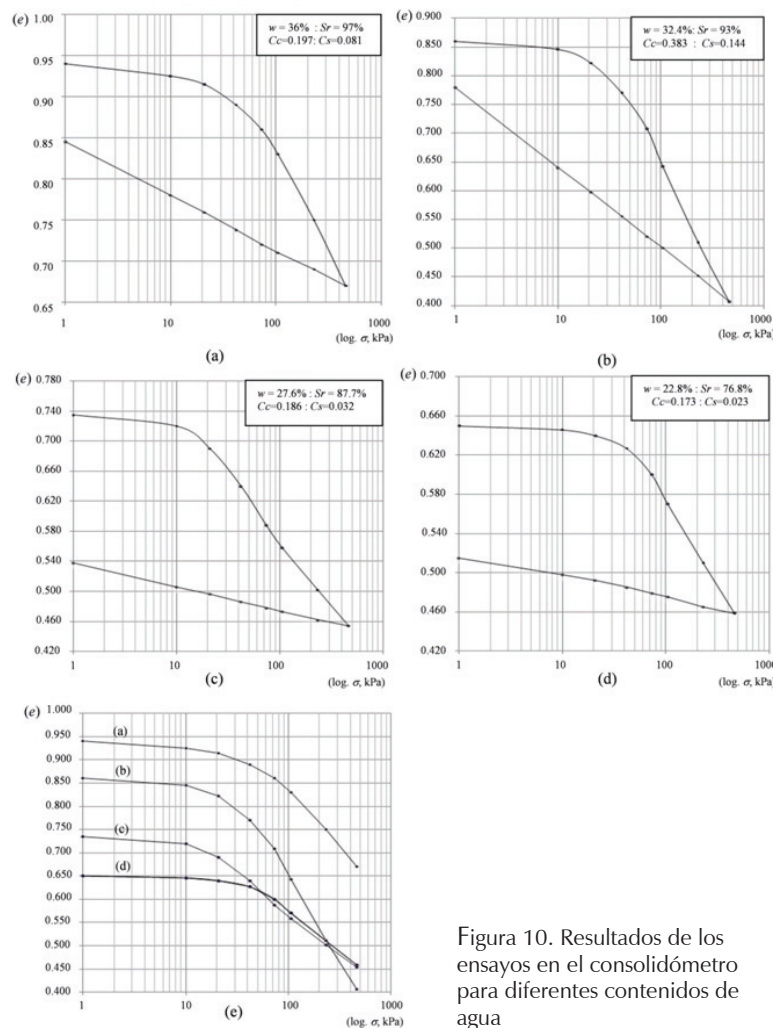 (e)
1.00
0.95
0.90
0.85
0.80
0.75
0.70
0.65
w = 36% : Sr = 97%
Cc=0.197: Cs=0.081
1
10
100
1000
(log. σ, kPa)
(a)
(e)
0.900
0.850
0.800
0.750
0.700
0.650
0.600
0.550
0.500
0.450
0.400
w = 32.4%: Sr = 93%
Cc=0.383 : Cs=0.144
1
10
100
1000
(log. σ, kPa)
(b)
(e)
0.780
0.740
0.700
0.660
0.620
0.580
0.540
0.500
0.460
0.420
w = 27.6% : Sr = 87.7%
Cc=0.186 : Cs=0.032
1
10
100
1000
(log. σ, kPa)
(c)
(e)
0.700
0.660
0.620
0.580
0.540
0.500
0.460
0.420
w = 22.8% : Sr = 76.8%
Cc=0.173 : Cs=0.023
1
10
100
1000
(log. σ, kPa)
(d)
(e)
1.000
0.950
0.900
0.850
0.800
0.750
0.700
0.650
0.600
0.550
0.500
0.450
0.400
(a)
(b)
(c)
(d)
1
10
100
1000
(log. σ, kPa)
(e)
Figura 10. Resultados de los
ensayos en el consolidómetro
para diferentes contenidos de
agua